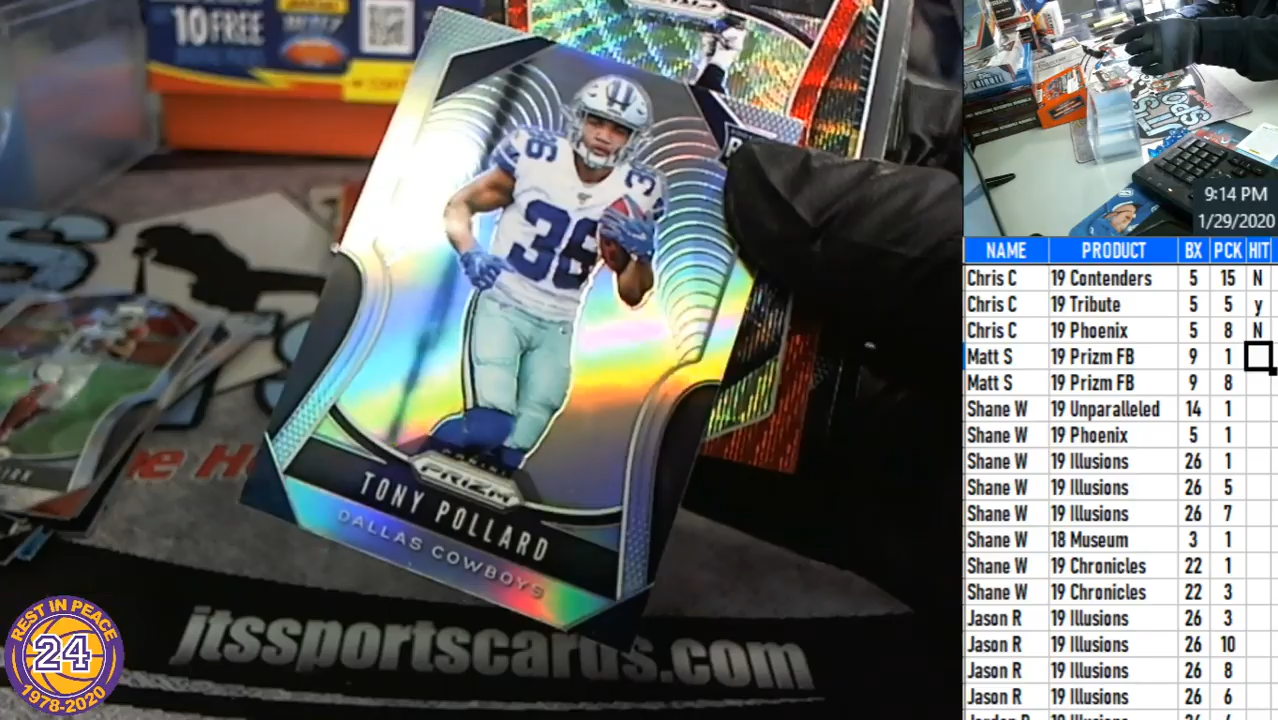 10 FREE
36
36
36
PRIZM
TONY POLLARD
DALLAS COWBOYS
jtssportscards.com
REST IN PEACE
24
1978-2020
9:14 PM
1/29/2020
NAME PRODUCT BX PCK HIT
Chris C 19 Contenders 5 15 N
Chris C 19 Tribute 5 5 y
Chris C 19 Phoenix 5 8 N
Matt S 19 Prizm FB 9 1
Matt S 19 Prizm FB 9 8
Shane W 19 Unparalleled 14 1
Shane W 19 Phoenix 5 1
Shane W 19 Illusions 26 1
Shane W 19 Illusions 26 5
Shane W 19 Illusions 26 7
Shane W 18 Museum 3 1
Shane W 19 Chronicles 22 1
Shane W 19 Chronicles 22 3
Jason R 19 Illusions 26 3
Jason R 19 Illusions 26 10
Jason R 19 Illusions 26 8
Jason R 19 Illusions 26 6